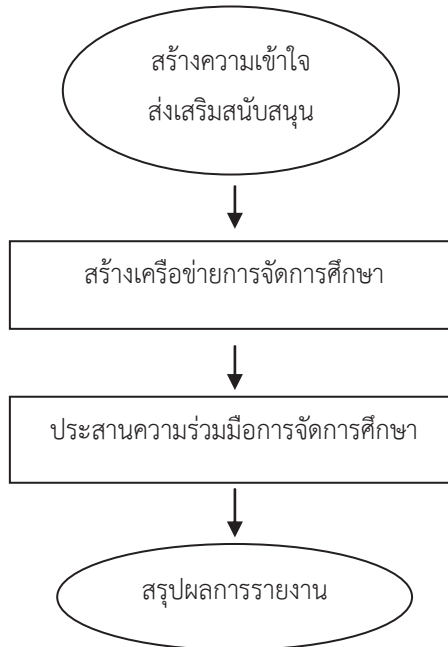 สร้างความเข้าใจ
ส่งเสริมสนับสนุน
สร้างเครือข่ายการจัดการศึกษา
ประสานความร่วมมือการจัดการศึกษา
สรุปผลการรายงาน